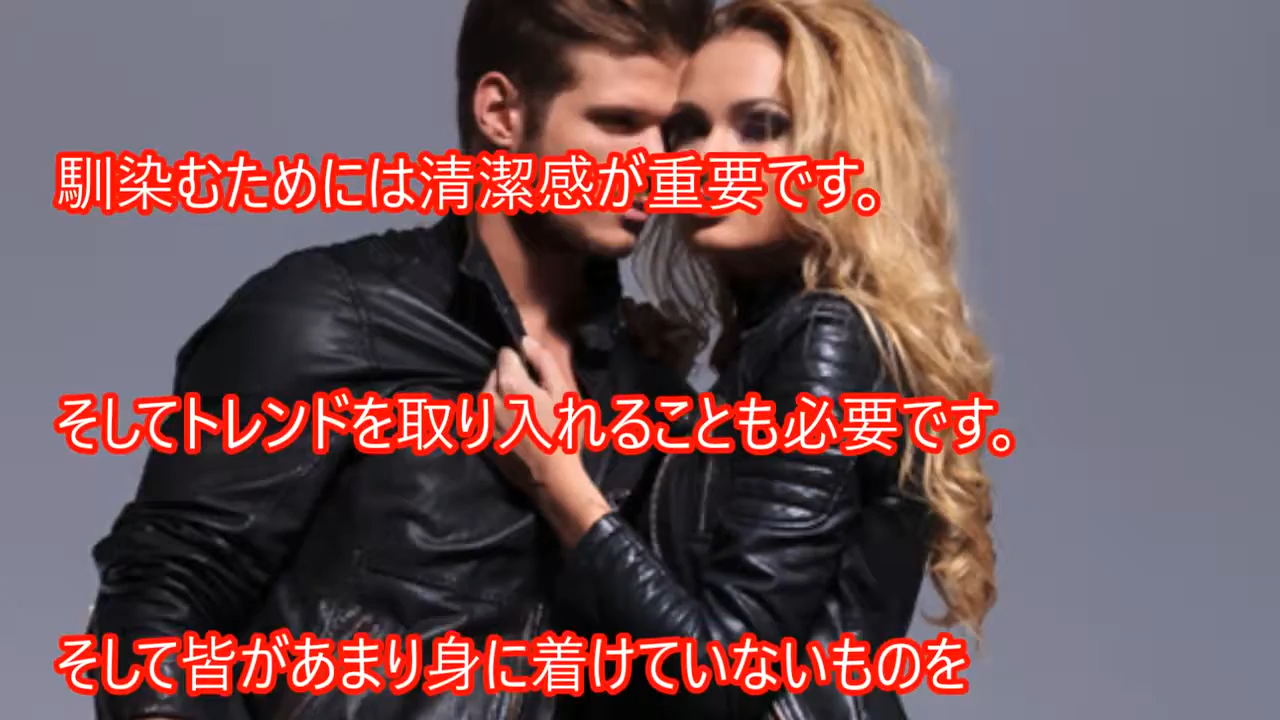 馴染むためには清潔感が重要です。
そしてトレンドを取り入れることも必要です。
そして皆があまり身に着けていないものを